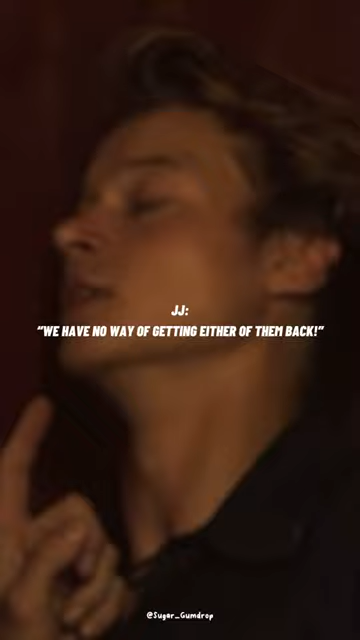 JJ:
“WE HAVE NO WAY OF GETTING EITHER OF THEM BACK!”
@Sugar_Gumdrop